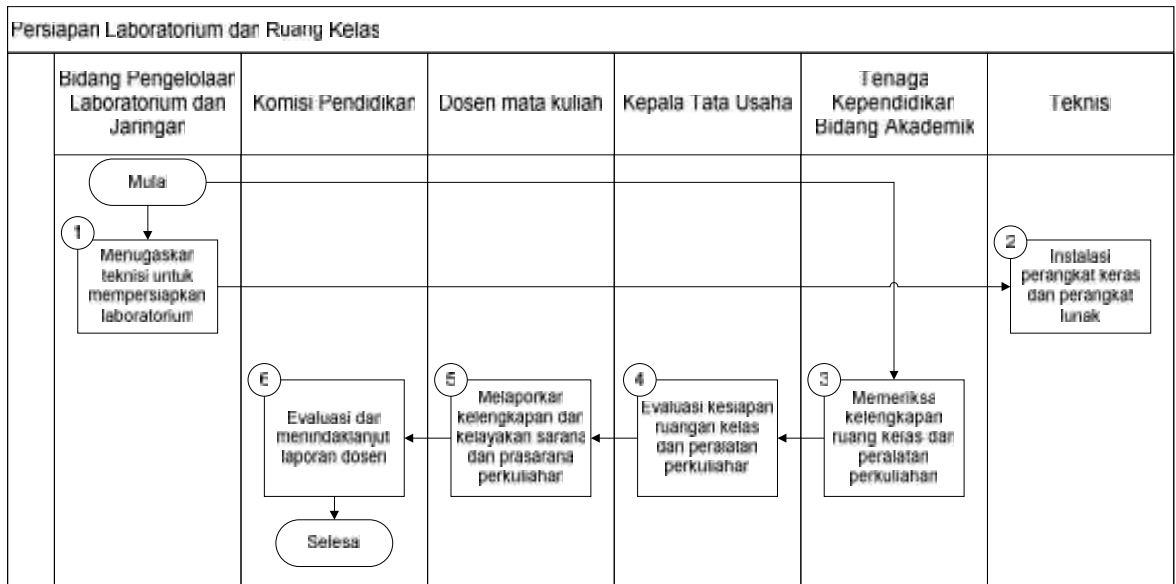 Persiapan Laboratorium dan Ruang Kelas
Bidang Pengelolaan
Laboratorium dan
Jaringan
Komisi Pendidikan
Dosen mata kuliah
Kepala Tata Usaha
Tenaga
Kependidikan
Bidang Akademik
Teknisi
Mulai
1
Menugaskan
teknisi untuk
mempersiapkan
laboratorium
2
Instalasi
perangkat keras
dan perangkat
lunak
6
Evaluasi dan
menindaklanjut
laporan dosen
5
Melaporkan
kelengkapan dan
kelayakan sarana
dan prasarana
perkuliahan
4
Evaluasi kesiapan
ruangan kelas
dan peralatan
perkuliahan
3
Memeriksa
kelengkapan
ruang kelas dan
peralatan
perkuliahan
Selesai